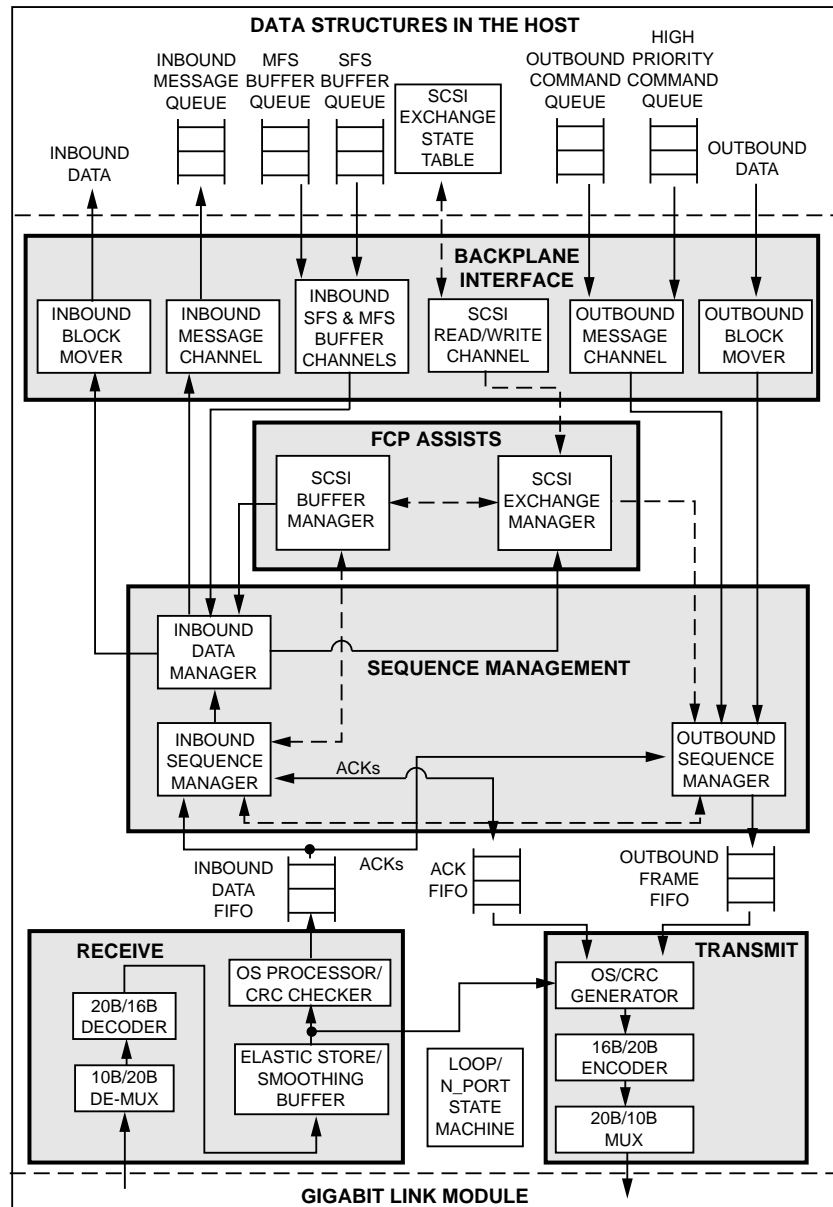 DATA STRUCTURES IN THE HOST
INBOUND
MESSAGE
QUEUE
MFS
BUFFER
QUEUE
SFS
BUFFER
QUEUE
SCSI
EXCHANGE
STATE
TABLE
OUTBOUND
COMMAND
QUEUE
HIGH
PRIORITY
COMMAND
QUEUE
INBOUND
DATA
OUTBOUND
DATA
BACKPLANE
INTERFACE
INBOUND
BLOCK
MOVER
INBOUND
MESSAGE
CHANNEL
INBOUND
SFS & MFS
BUFFER
CHANNELS
SCSI
READ/WRITE
CHANNEL
OUTBOUND
MESSAGE
CHANNEL
OUTBOUND
BLOCK
MOVER
FCP ASSISTS
SCSI
BUFFER
MANAGER
SCSI
EXCHANGE
MANAGER
INBOUND
DATA
MANAGER
SEQUENCE MANAGEMENT
INBOUND
SEQUENCE
MANAGER
ACKs
OUTBOUND
SEQUENCE
MANAGER
INBOUND
DATA
FIFO
ACKs
ACK
FIFO
OUTBOUND
FRAME
FIFO
RECEIVE
OS PROCESSOR/
CRC CHECKER
20B/16B
DECODER
10B/20B
DE-MUX
ELASTIC STORE/
SMOOTHING
BUFFER
LOOP/
N_PORT
STATE
MACHINE
TRANSMIT
OS/CRC
GENERATOR
16B/20B
ENCODER
20B/10B
MUX
GIGABIT LINK MODULE